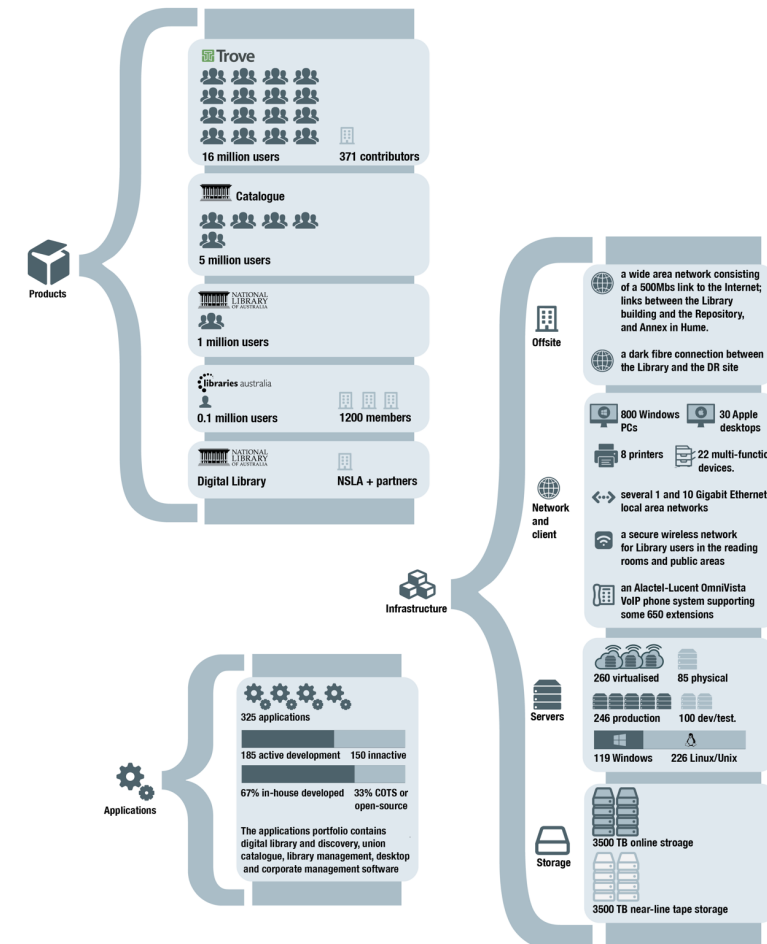 Trove
16 million users
371 contributors
Catalogue
5 million users
NATIONAL
LIBRARY
OF AUSTRALIA
1 million users
libraries australia
0.1 million users
1200 members
NATIONAL
LIBRARY
OF AUSTRALIA
Digital Library
NSLA + partners
Products
Infrastructure
Offsite
a wide area network consisting
of a 500Mbs link to the Internet;
links between the Library
building and the Repository,
and Annex in Hume.
a dark fibre connection between
the Library and the DR site
Network
and
client
800 Windows
PCs
30 Apple
desktops
8 printers
22 multi-functio
devices.
several 1 and 10 Gigabit Ethernet
local area networks
a secure wireless network
for Library users in the reading
rooms and public areas
an Alactel-Lucent OmniVista
VoIP phone system supporting
some 650 extensions
Servers
260 virtualised
85 physical
246 production
100 dev/test.
119 Windows
226 Linux/Unix
Storage
3500 TB online stroage
3500 TB near-line tape storage
Applications
325 applications
185 active development
150 innactive
67% in-house developed
33% COTS or
open-source
The applications portfolio contains
digital library and discovery, union
catalogue, library management, desktop
and corporate management software